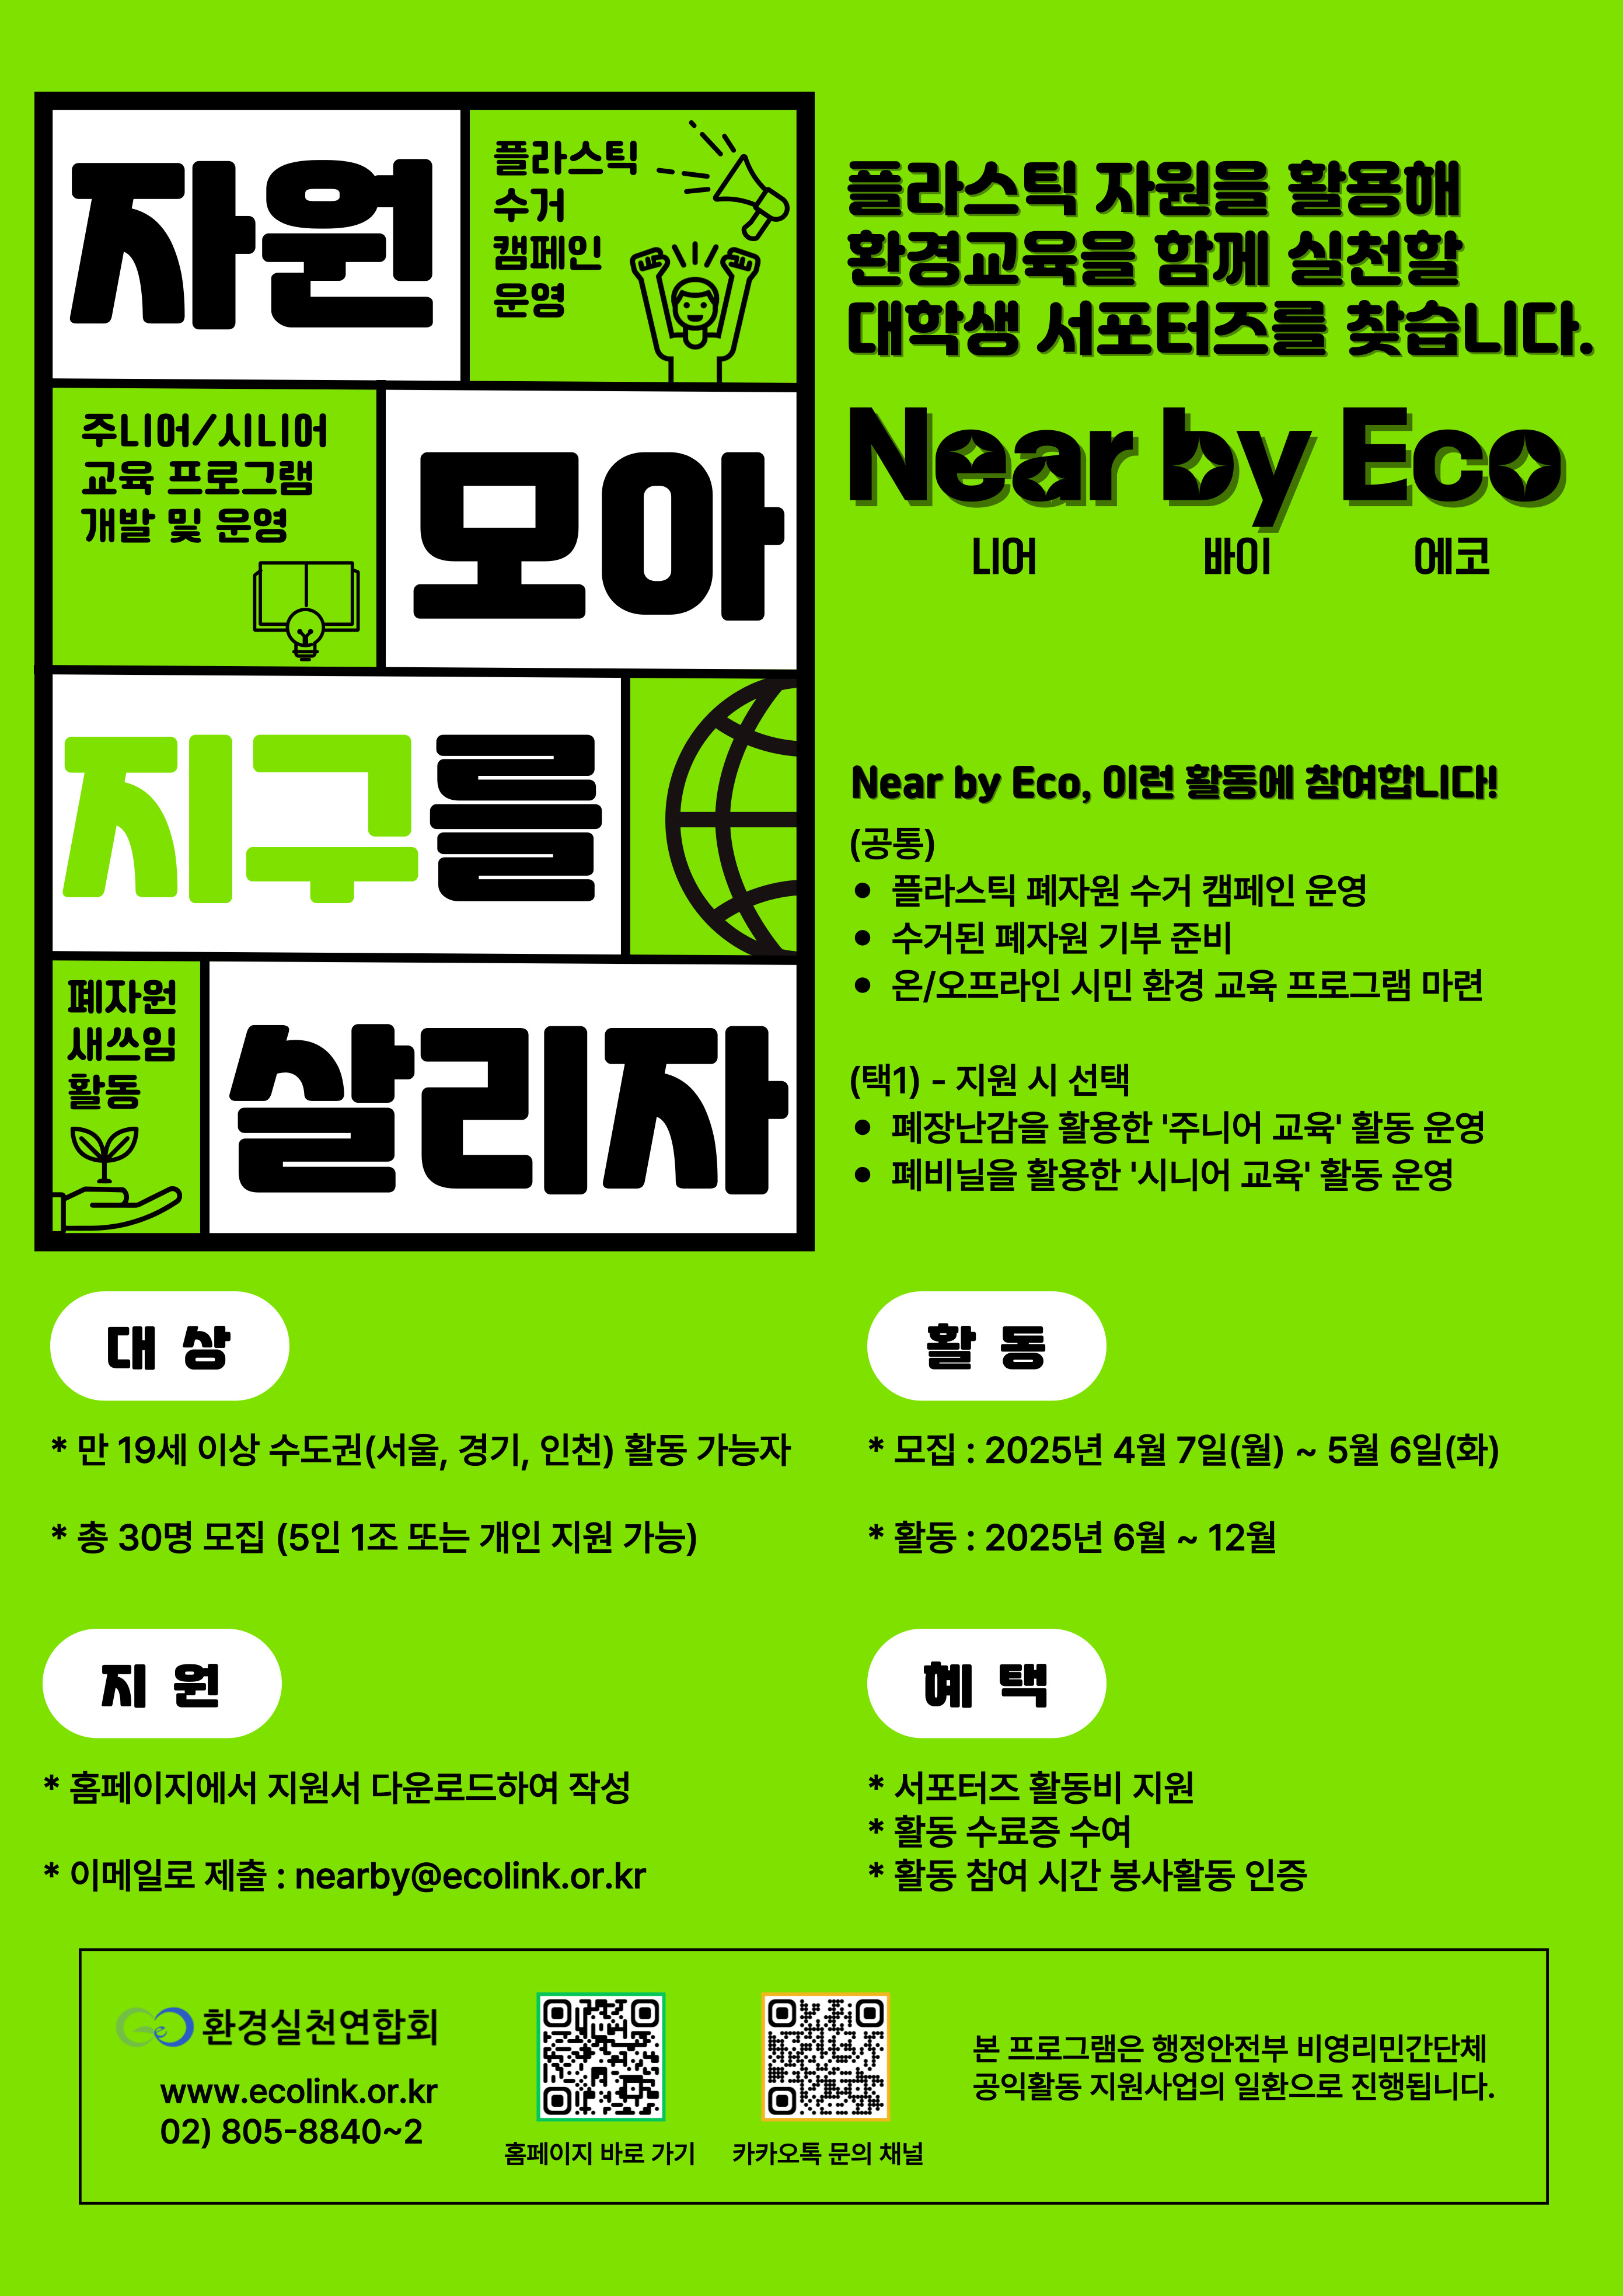 자원
플라스틱
수거
캠페인
운영
주니어/시니어
교육 프로그램
개발 및 운영
모아
지구를
폐자원
새쓰임
활동
살리자
플라스틱 자원을 활용해
환경교육을 함께 실천할
대학생 서포터즈를 찾습니다.
Near by Eco
니어 바이 에코
Near by Eco, 이런 활동에 참여합니다!
(공통)
• 플라스틱 폐자원 수거 캠페인 운영
• 수거된 폐자원 기부 준비
• 온/오프라인 시민 환경 교육 프로그램 마련
(택1) - 지원 시 선택
• 폐장난감을 활용한 '주니어 교육' 활동 운영
• 폐비닐을 활용한 '시니어 교육' 활동 운영
대 상
* 만 19세 이상 수도권(서울, 경기, 인천) 활동 가능자
* 총 30명 모집 (5인 1조 또는 개인 지원 가능)
활 동
* 모집 : 2025년 4월 7일(월) ~ 5월 6일(화)
* 활동 : 2025년 6월 ~ 12월
지 원
* 홈페이지에서 지원서 다운로드하여 작성
* 이메일로 제출 : nearby@ecolink.or.kr
혜 택
* 서포터즈 활동비 지원
* 활동 수료증 수여
* 활동 참여 시간 봉사활동 인증
환경실천연합회
www.ecolink.or.kr
02) 805-8840~2
홈페이지 바로 가기
카카오톡 문의 채널
본 프로그램은 행정안전부 비영리민간단체
공익활동 지원사업의 일환으로 진행됩니다.